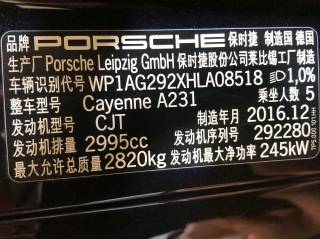 品牌 PORSCHE 保时捷 制造国 德国
生产厂 Porsche Leipzig GmbH 保时捷股份公司莱比锡工厂制造
车辆识别代号 WP1AG292XHLA08518 1,0%
整车型号 Cayenne A231 乘坐人数 5
发动机型号 CJT 制造年月 2016.12
发动机排量 2995cc 发动机序列号 292280
最大允许总质量 2820kg 发动机最大净功率 245kW